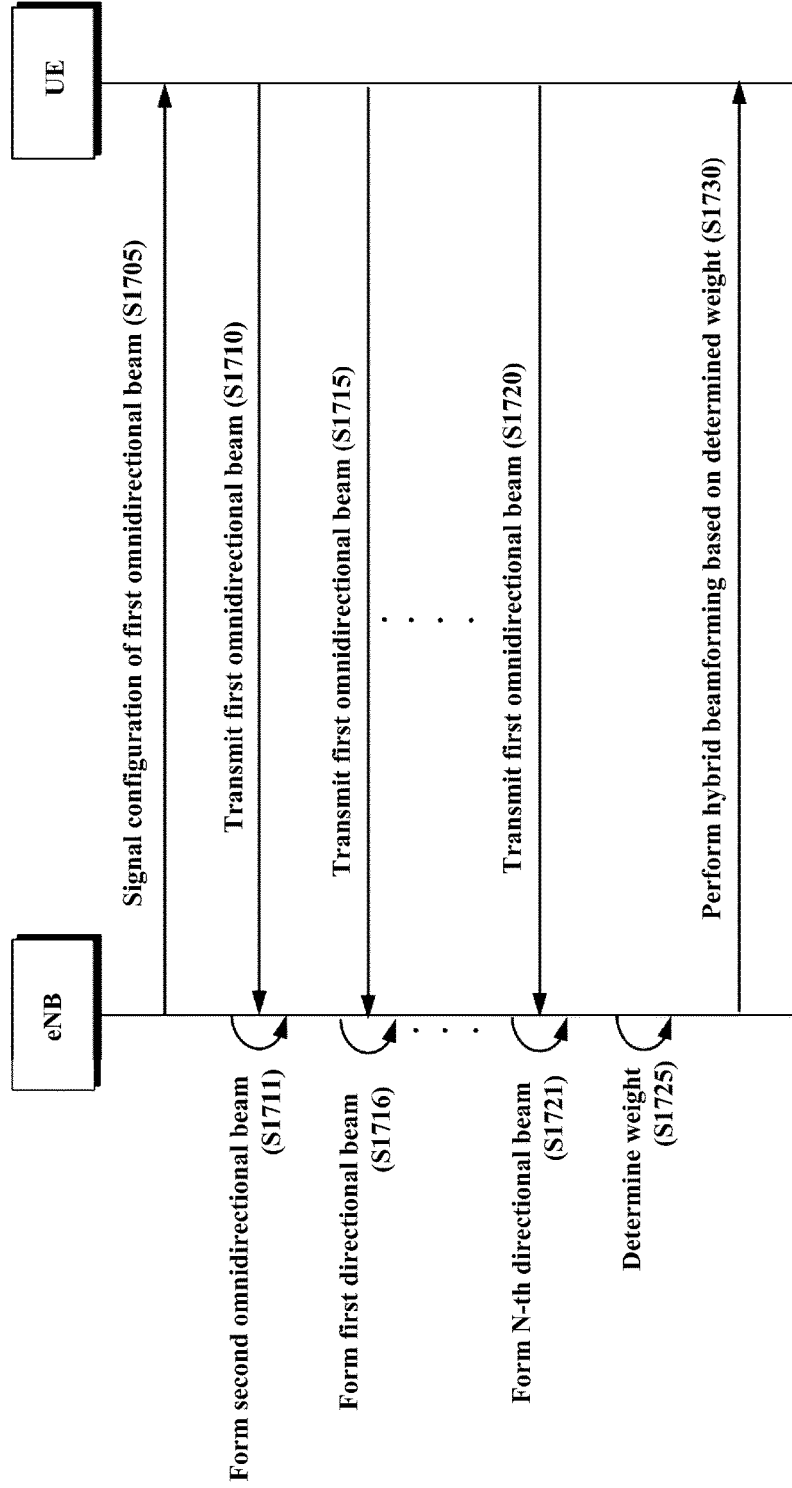 eNB
UE
Signal configuration of first omnidirectional beam (S1705)
Transmit first omnidirectional beam (S1710)
Form second omnidirectional beam
(S1711)
Transmit first omnidirectional beam (S1715)
Form first directional beam
(S1716)
Transmit first omnidirectional beam (S1720)
Form N-th directional beam
(S1721)
Determine weight
(S1725)
Perform hybrid beamforming based on determined weight (S1730)